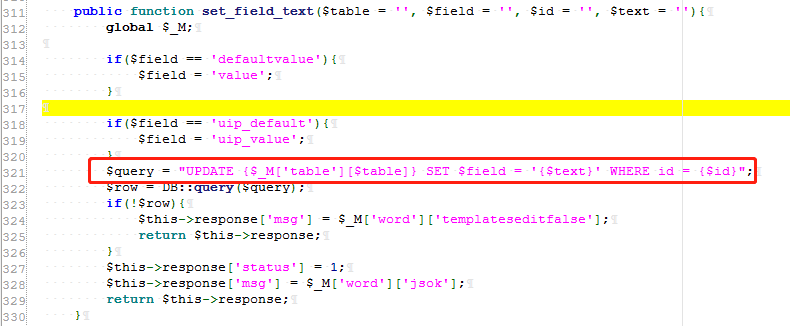 311 public function set_field_text($table = '', $field = '', $id = '', $text = ''){¶
312 global $_M;¶
313 ¶
314 if($field == 'defaultvalue'){¶
315 $field = 'value';¶
316 }¶
317 ¶
318 if($field == 'uip_default'){¶
319 $field = 'uip_value';¶
320 }¶
321 $query = "UPDATE {$_M['table'][$table]} SET $field = '{$text}' WHERE id = {$id}";¶
322 $row = DB::query($query);¶
323 if(!$row){¶
324 $this->response['msg'] = $_M['word']['templateseditfalse'];¶
325 return $this->response;¶
326 }¶
327 $this->response['status'] = 1;¶
328 $this->response['msg'] = $_M['word']['jsok'];¶
329 return $this->response;¶
330 }¶